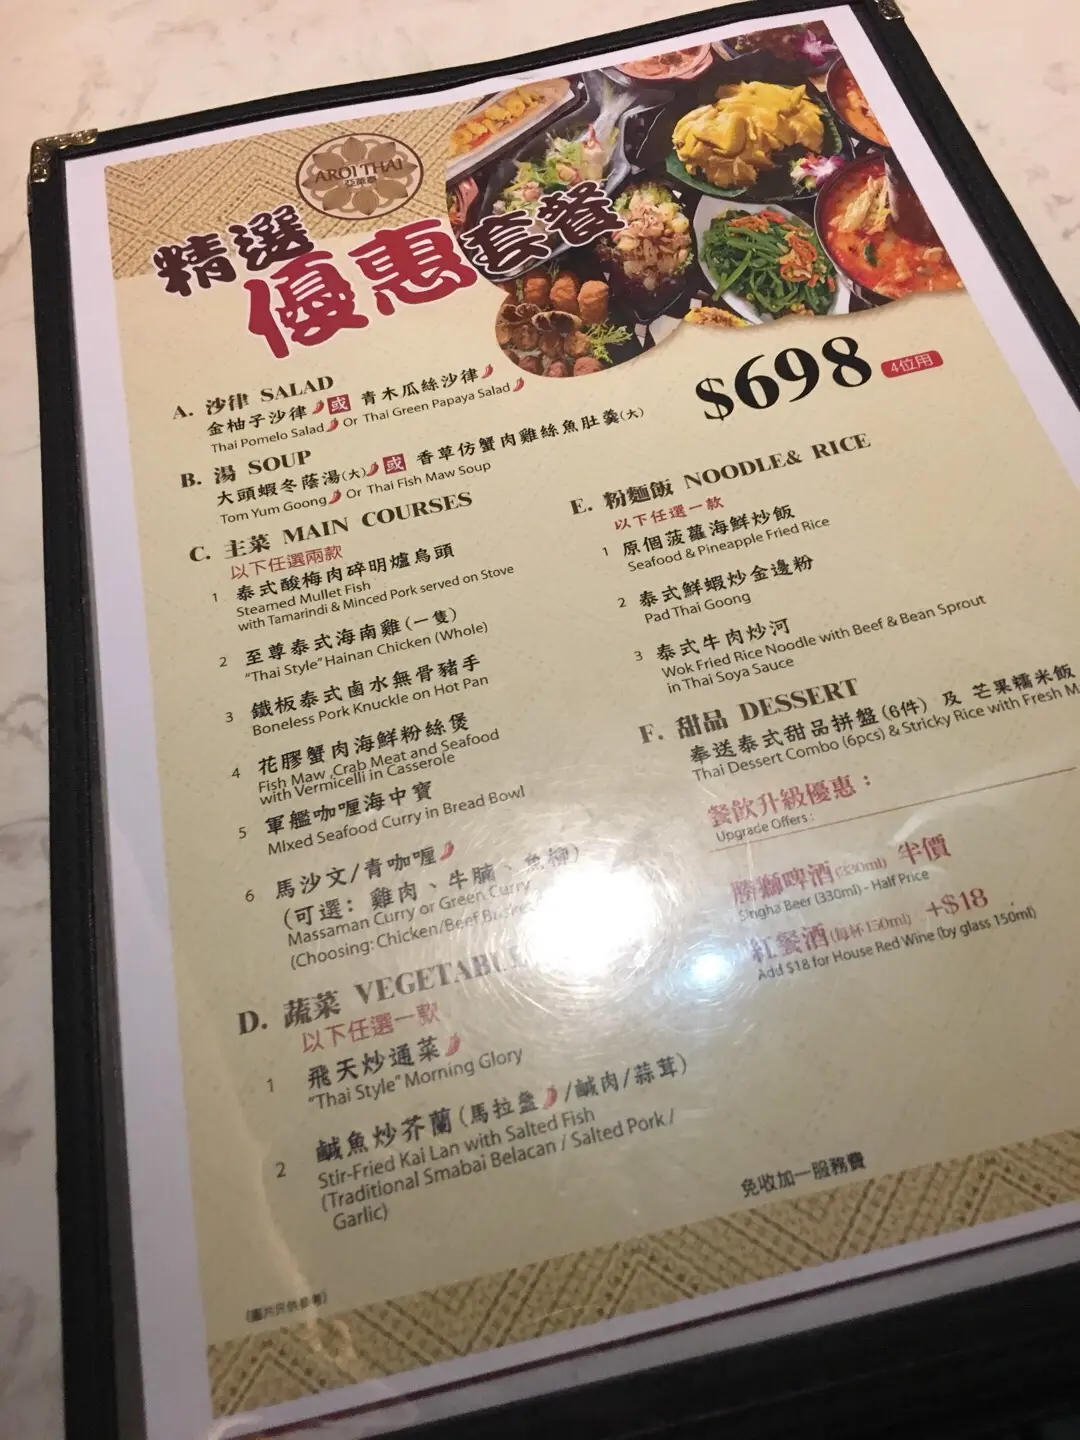 AROI THAI
亞萊泰
精選
優惠套餐
$698 4位用
A. 沙律 SALAD
金柚子沙律 或 青木瓜絲沙律
Thai Pomelo Salad Or Thai Green Papaya Salad
B. 湯 SOUP
大頭蝦冬蔭湯(大) 或 香草仿蟹肉雞絲魚肚羹(大)
Tom Yum Goong Or Thai Fish Maw Soup
C. 主菜 MAIN COURSES
以下任選兩款
1 泰式酸梅肉碎明爐烏頭
Steamed Mullet Fish
with Tamarindi & Minced Pork served on Stove
2 至尊泰式海南雞(一隻)
"Thai Style" Hainan Chicken (Whole)
3 鐵板泰式鹵水無骨豬手
Boneless Pork Knuckle on Hot Pan
4 花膠蟹肉海鮮粉絲煲
Fish Maw ,Crab Meat and Seafood
with Vermicelli in Casserole
5 軍艦咖喱海中寶
MIxed Seafood Curry in Bread Bowl
6 馬沙文/青咖喱
(可選： 雞肉、牛腩、魚柳)
Massaman Curry or Green Curry
(Choosing: Chicken/Beef
D. 蔬菜 VEGETABLE
以下任選一款
1 飛天炒通菜
"Thai Style" Morning Glory
2 鹹魚炒芥蘭(馬拉盞/鹹肉/蒜茸)
Stir-Fried Kai Lan with Salted Fish
(Traditional Smabai Belacan / Salted Pork /
Garlic)
E. 粉麵飯 NOODLE& RICE
以下任選一款
1 原個菠蘿海鮮炒飯
Seafood & Pineapple Fried Rice
2 泰式鮮蝦炒金邊粉
Pad Thai Goong
3 泰式牛肉炒河
Wok Fried Rice Noodle with Beef & Bean Sprout
in Thai Soya Sauce
F. 甜品 DESSERT
奉送泰式甜品拼盤(6件) 及 芒果糯米飯
Thai Dessert Combo (6pcs) & Stricky Rice with Fresh M
餐飲升級優惠：
Upgrade Offers :
勝獅啤酒(330ml) 半價
Singha Beer (330ml) - Half Price
紅餐酒(每杯150ml) +$18
Add $18 for House Red Wine (by glass 150ml)
免收加一服務費
(圖片只供參考)